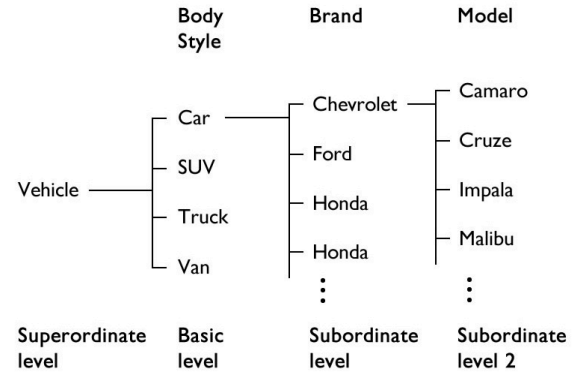 Body Style
Brand
Model
Vehicle
Car
SUV
Truck
Van
Chevrolet
Ford
Honda
Honda
Camaro
Cruze
Impala
Malibu
Superordinate level
Basic level
Subordinate level
Subordinate level 2